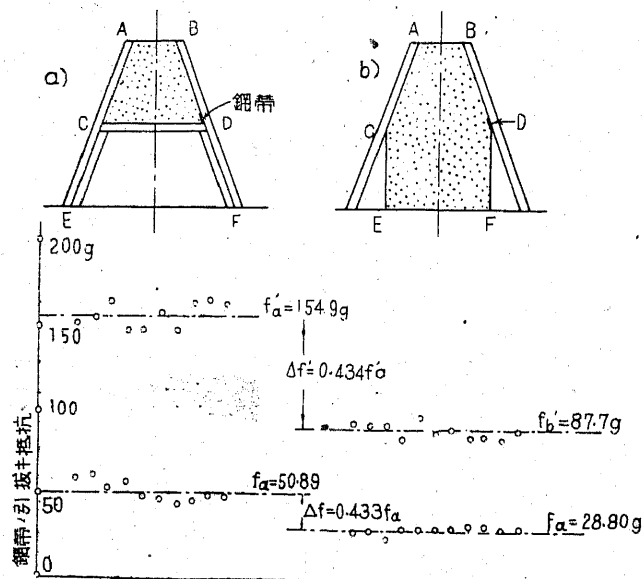 A B
a)
鋼帯
C D
E F
A B
b)
C D
E F
200g
150
100
50
0
鋼帯ノ引抜キ抵抗
f'a=154.9g
Δf'=0.434f'a
fb'=87.7g
fa=50.89
Δf=0.433fa
fa=28.80g